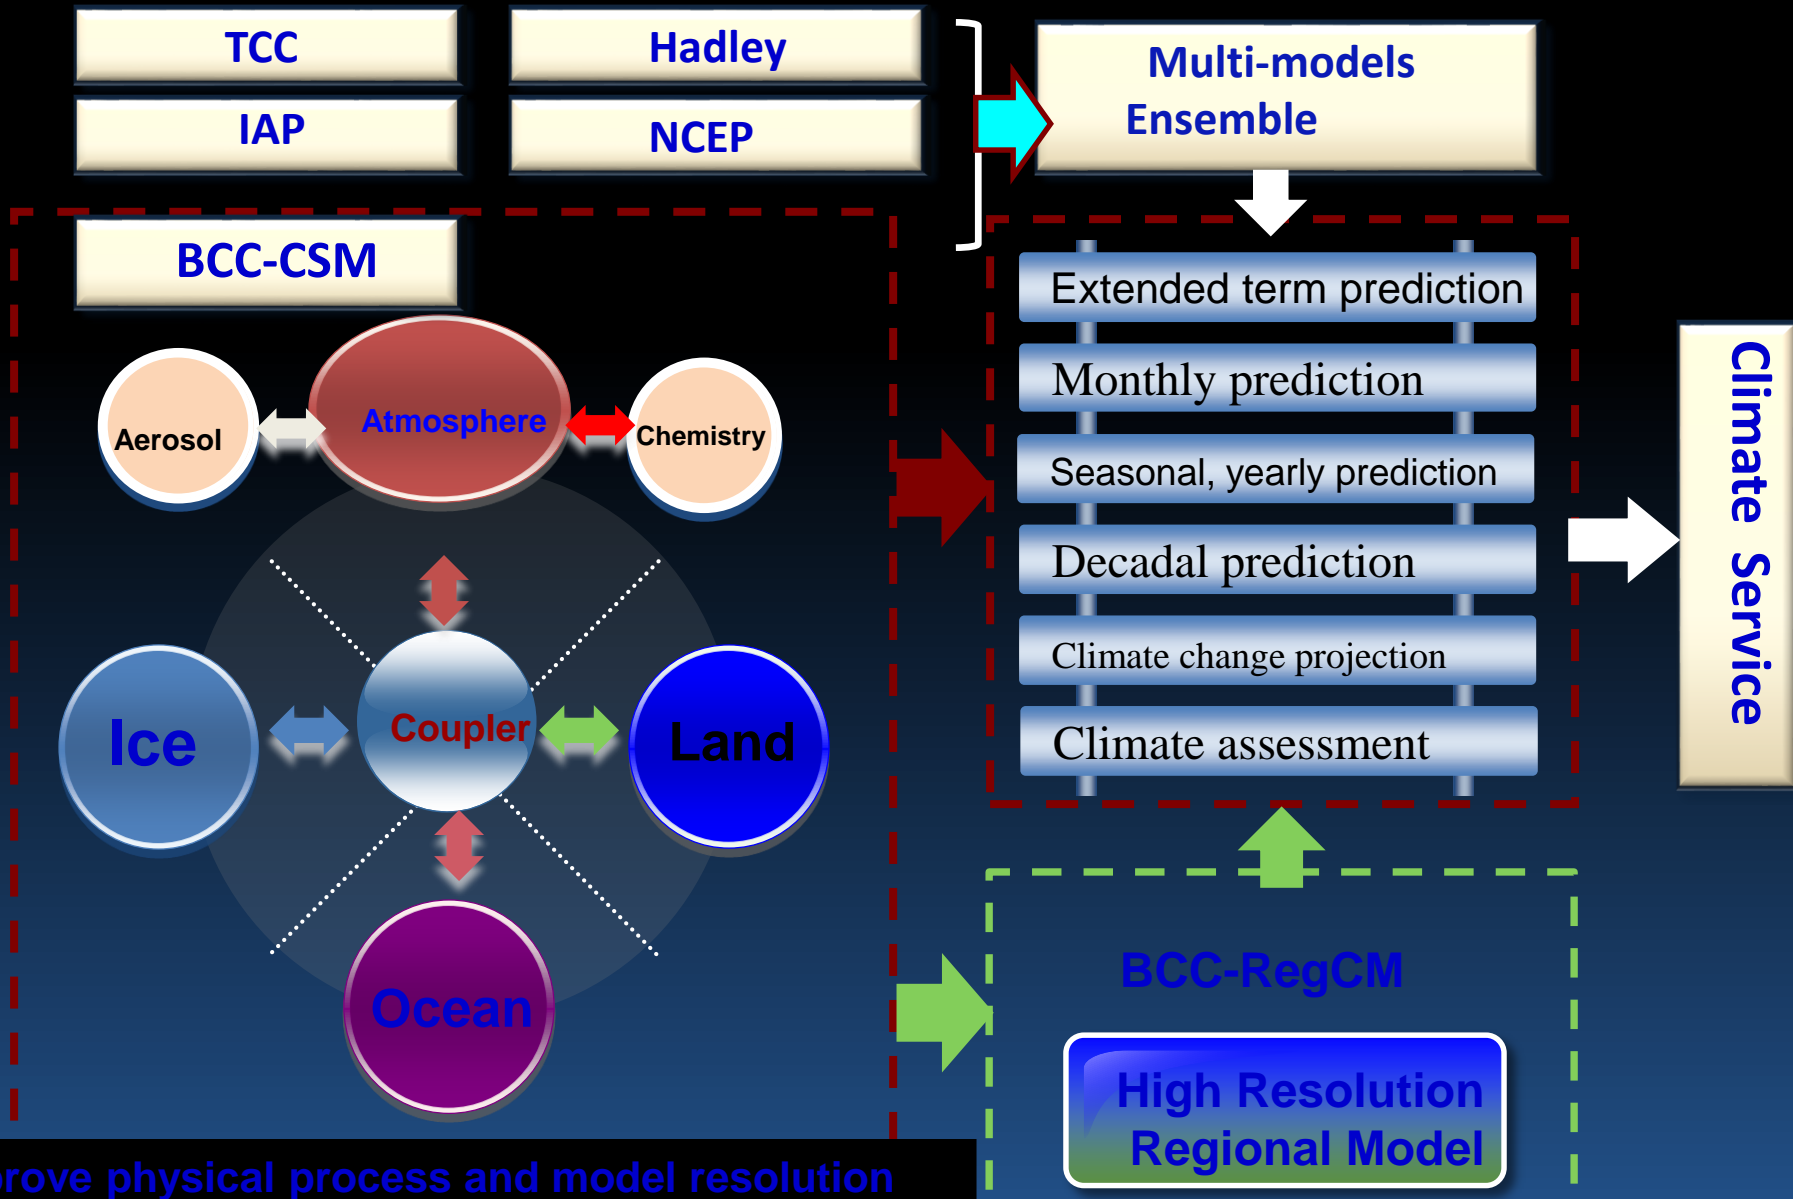 TCC
Hadley
IAP
NCEP
Multi-models
Ensemble
BCC-CSM
Aerosol
Atmosphere
Chemistry
Ice
Coupler
Land
Ocean
Extended term prediction
Monthly prediction
Seasonal, yearly prediction
Decadal prediction
Climate change projection
Climate assessment
Climate Service
BCC-RegCM
High Resolution
Regional Model
physical process and model resolution